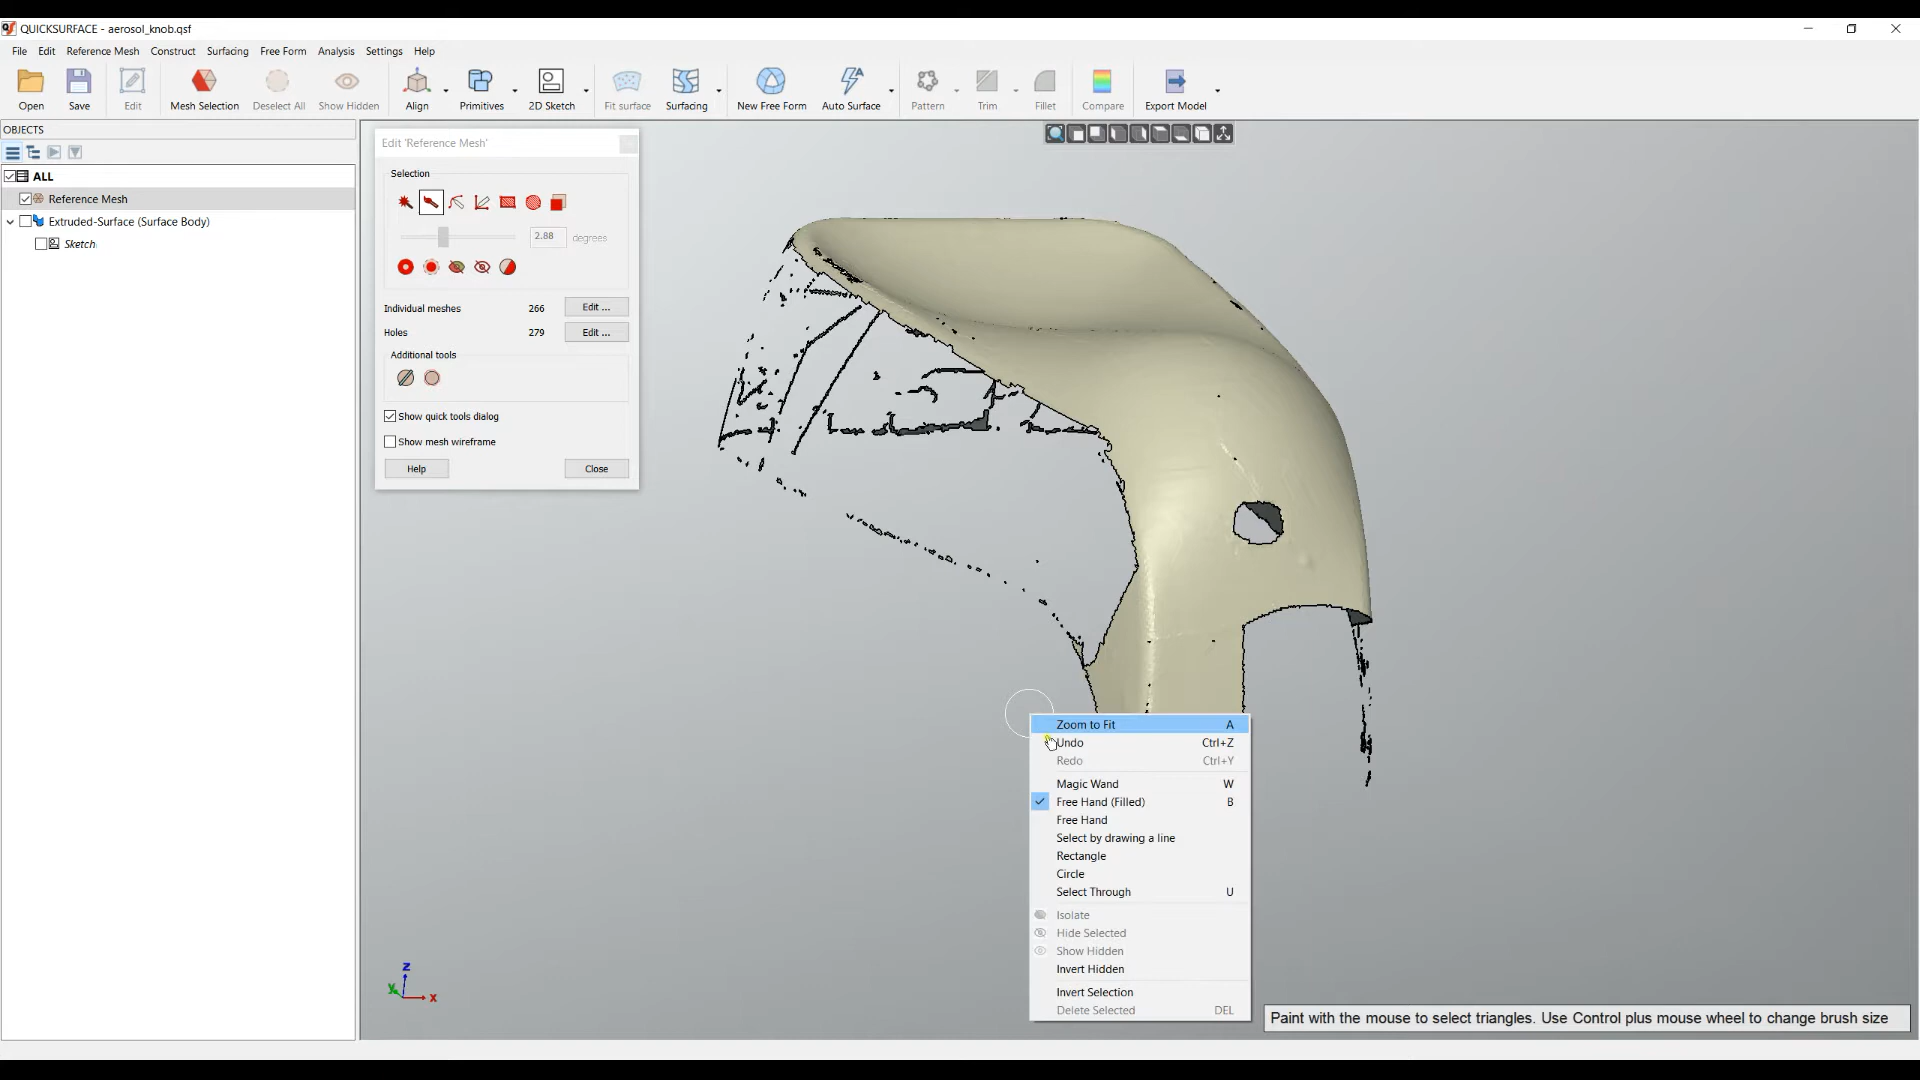 QUICKSURFACE - aerosol_knob.qsf
File Edit Reference Mesh Construct Surfacing Free Form Analysis Settings Help
Open Save Edit Mesh Selection Deselect All Show Hidden Align Primitives 2D Sketch Fit surface Surfacing New Free Form Auto Surface Pattern Trim Fillet Compare Export Model
OBJECTS
ALL
Reference Mesh
Extruded-Surface (Surface Body)
Sketch
Edit 'Reference Mesh'
Selection
2.88 degrees
Individual meshes 266 Edit ...
Holes 279 Edit ...
Additional tools
Show quick tools dialog
Show mesh wireframe
Help Close
Zoom to Fit A
Undo Ctrl+Z
Redo Ctrl+Y
Magic Wand W
Free Hand (Filled) B
Free Hand
Select by drawing a line
Rectangle
Circle
Select Through U
Isolate
Hide Selected
Show Hidden
Invert Hidden
Invert Selection
Delete Selected DEL
z
y
x
Paint with the mouse to select triangles. Use Control plus mouse wheel to change brush size